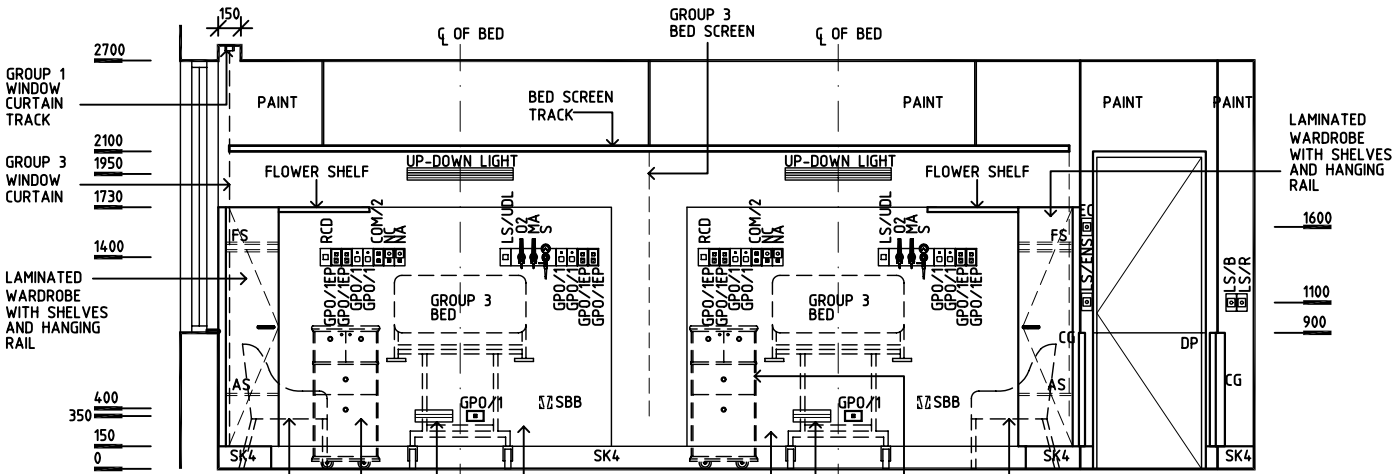 150
GROUP 3
BED SCREEN
℄ OF BED
℄ OF BED
2700
GROUP 1
WINDOW
CURTAIN
TRACK
PAINT
BED SCREEN
TRACK
PAINT
PAINT
PAINT
LAMINATED
WARDROBE
WITH SHELVES
AND HANGING
RAIL
2100
1950
GROUP 3
WINDOW
CURTAIN
UP-DOWN LIGHT
UP-DOWN LIGHT
FLOWER SHELF
FLOWER SHELF
1730
1600
RCD
COM/2
NC
NA
LS/UDL
O2
MA
S
RCD
COM/2
NC
NA
LS/UDL
O2
MA
S
FS
FS
LS/ENS
1400
GPO/1EP
GPO/1EP
GPO/1
GPO/1
GPO/1
GPO/1
GPO/1EP
GPO/1EP
GPO/1EP
GPO/1EP
GPO/1
GPO/1
GPO/1
GPO/1
GPO/1EP
GPO/1EP
LS/B
LS/R
LAMINATED
WARDROBE
WITH SHELVES
AND HANGING
RAIL
GROUP 3
BED
GROUP 3
BED
1100
900
CG
DP
CG
AS
AS
400
350
GPO/1
SBB
GPO/1
SBB
150
0
SK4
SK4
SK4
SK4